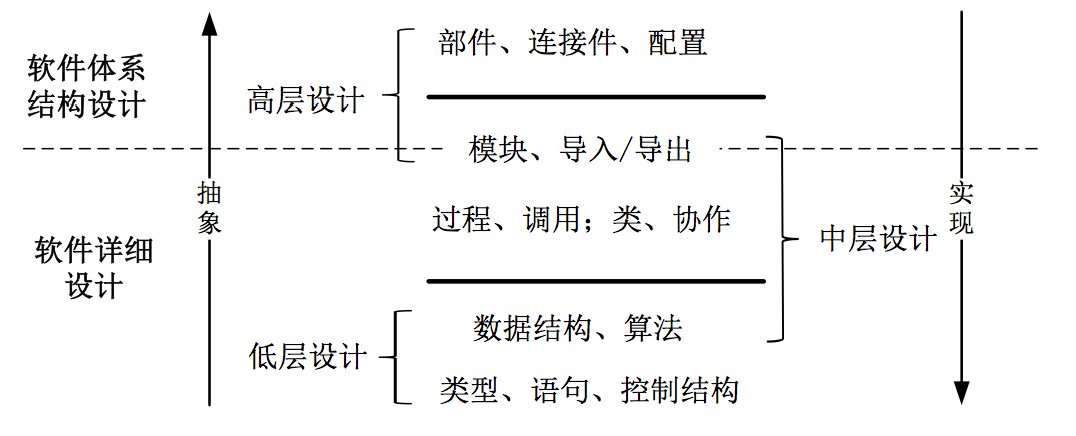 软件体系
结构设计
高层设计
部件、连接件、配置
模块、导入/导出
抽
象
实
现
过程、调用；类、协作
中层设计
软件详细
设计
数据结构、算法
低层设计
类型、语句、控制结构